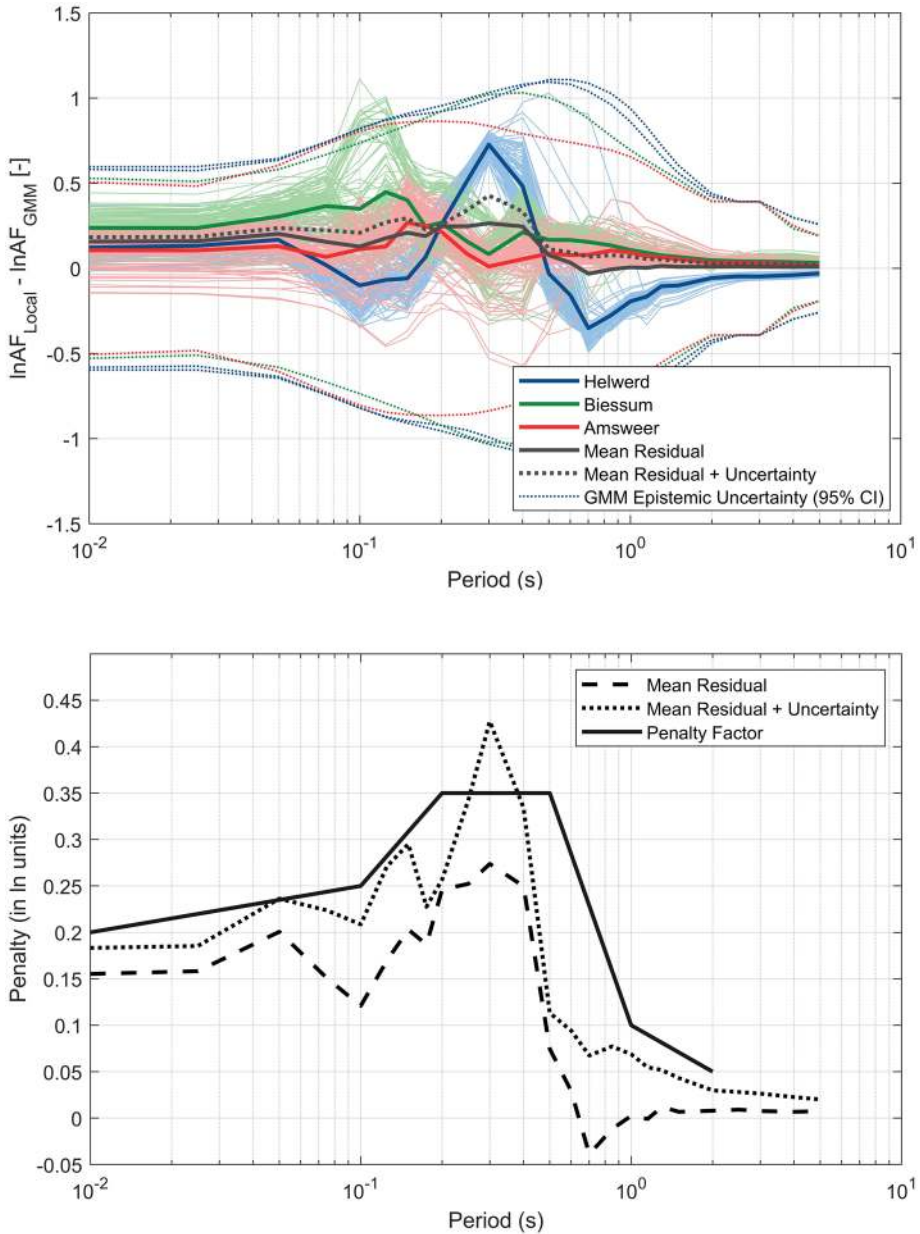 1.5
1
0.5
0
-0.5
-1
-1.5
lnAF_Local - lnAF_GMM [-]
Helwerd
Biessum
Amsweer
Mean Residual
Mean Residual + Uncertainty
GMM Epistemic Uncertainty (95% CI)
10^-2 10^-1 10^0 10^1
Period (s)
0.45
0.4
0.35
0.3
0.25
0.2
0.15
0.1
0.05
0
-0.05
Penalty (in ln units)
Mean Residual
Mean Residual + Uncertainty
Penalty Factor
10^-2 10^-1 10^0 10^1
Period (s)